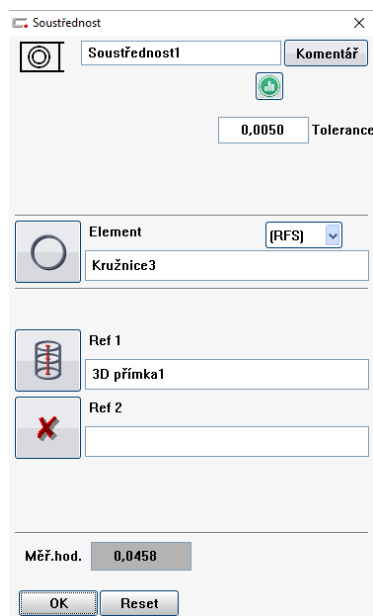 Soustřednost
Soustřednost1 Komentář
0,0050 Tolerance
Element (RFS)
Kružnice3
Ref 1
3D přímka1
Ref 2
Měř.hod. 0,0458
OK Reset